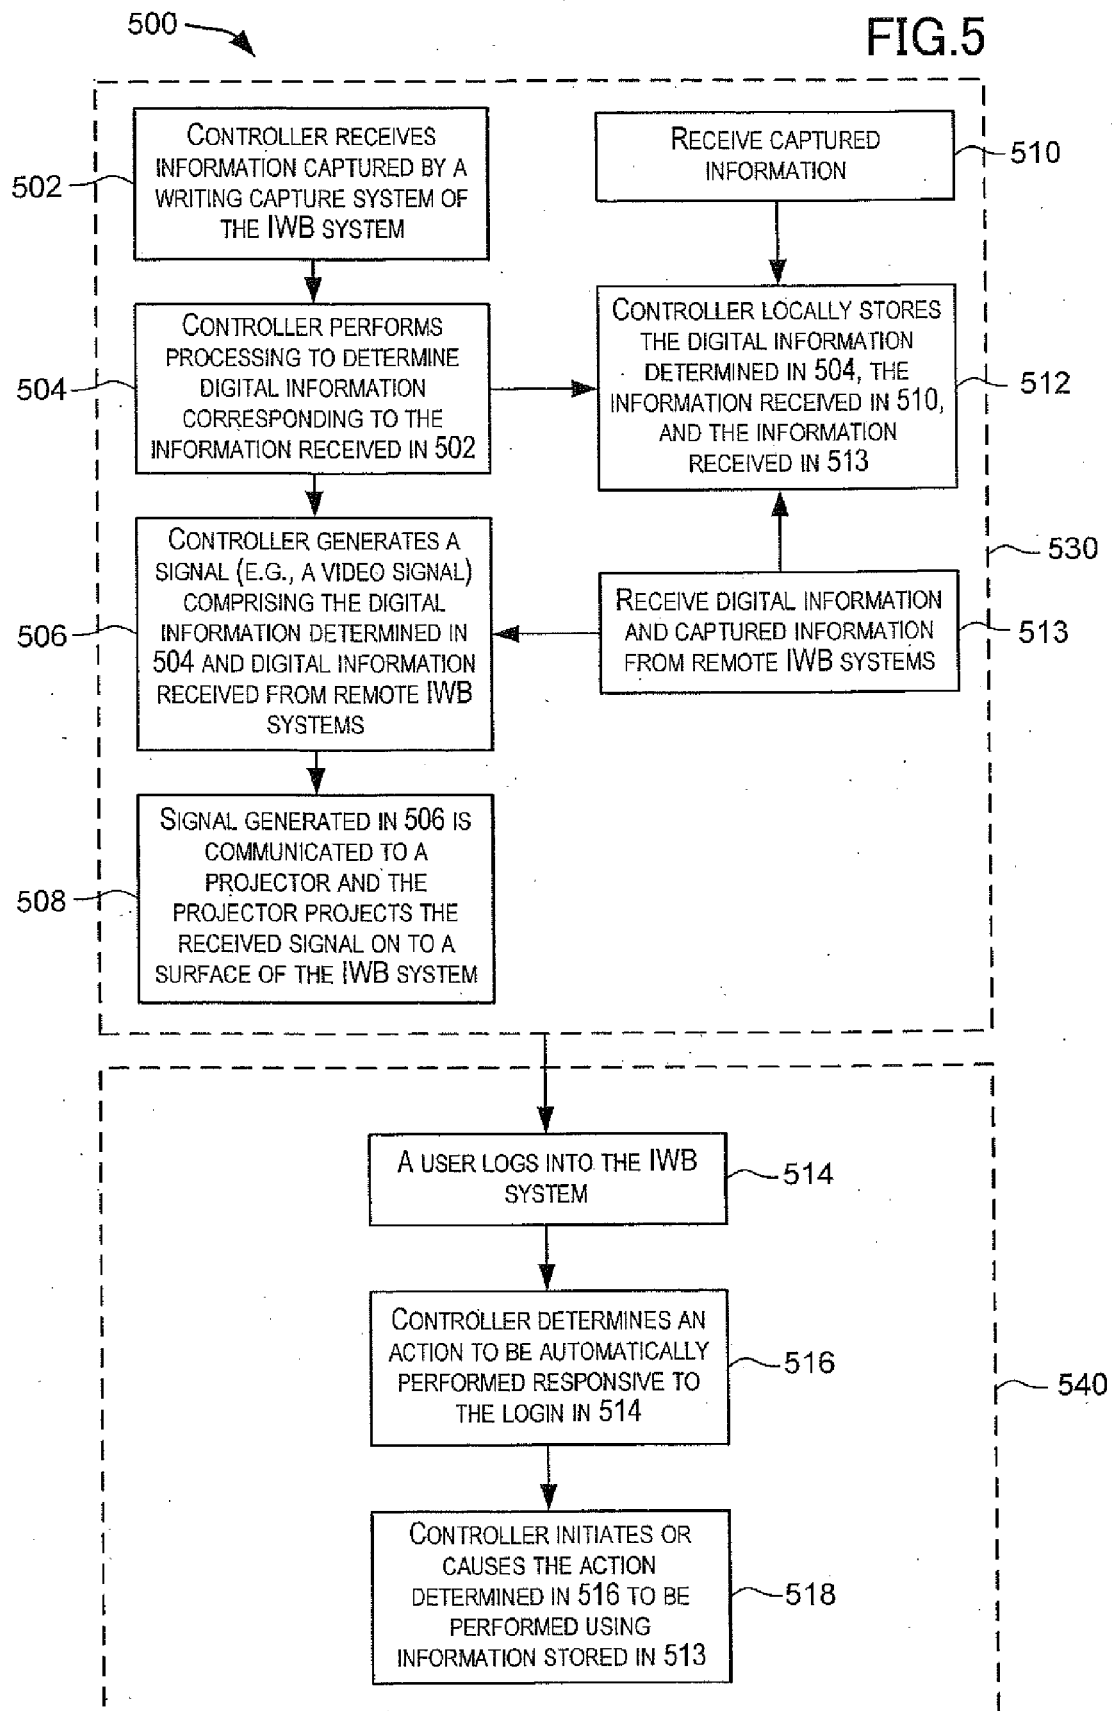 500
FIG.5
CONTROLLER RECEIVES
INFORMATION CAPTURED BY A
WRITING CAPTURE SYSTEM OF
THE IWB SYSTEM
502
RECEIVE CAPTURED
INFORMATION
510
CONTROLLER PERFORMS
PROCESSING TO DETERMINE
DIGITAL INFORMATION
CORRESPONDING TO THE
INFORMATION RECEIVED IN 502
504
CONTROLLER LOCALLY STORES
THE DIGITAL INFORMATION
DETERMINED IN 504, THE
INFORMATION RECEIVED IN 510,
AND THE INFORMATION
RECEIVED IN 513
512
530
CONTROLLER GENERATES A
SIGNAL (E.G., A VIDEO SIGNAL)
COMPRISING THE DIGITAL
INFORMATION DETERMINED IN
504 AND DIGITAL INFORMATION
RECEIVED FROM REMOTE IWB
SYSTEMS
506
RECEIVE DIGITAL INFORMATION
AND CAPTURED INFORMATION
FROM REMOTE IWB SYSTEMS
513
SIGNAL GENERATED IN 506 IS
COMMUNICATED TO A
PROJECTOR AND THE
PROJECTOR PROJECTS THE
RECEIVED SIGNAL ON TO A
SURFACE OF THE IWB SYSTEM
508
A USER LOGS INTO THE IWB
SYSTEM
514
CONTROLLER DETERMINES AN
ACTION TO BE AUTOMATICALLY
PERFORMED RESPONSIVE TO
THE LOGIN IN 514
516
540
CONTROLLER INITIATES OR
CAUSES THE ACTION
DETERMINED IN 516 TO BE
PERFORMED USING
INFORMATION STORED IN 513
518